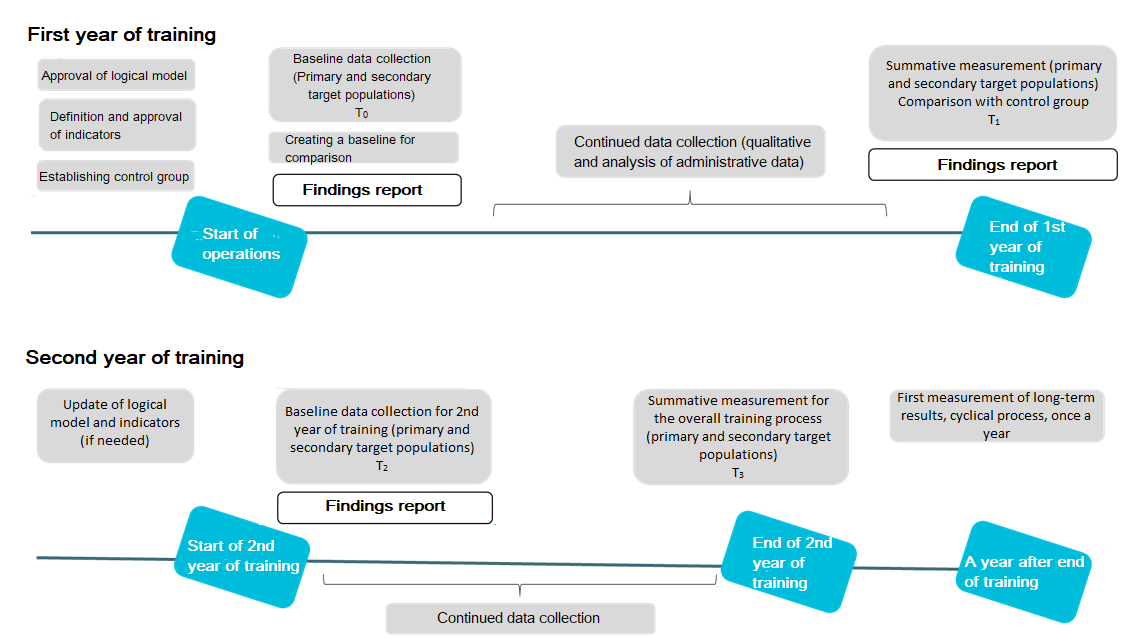 First year of training
Approval of logical model
Definition and approval
of indicators
Establishing control group
Baseline data collection
(Primary and secondary
target populations)
T₀
Creating a baseline for
comparison
Findings report
Continued data collection (qualitative
and analysis of administrative data)
Summative measurement (primary
and secondary target populations)
Comparison with control group
T₁
Findings report
Start of
operations
End of 1st
year of
training
Second year of training
Update of logical
model and indicators
(if needed)
Baseline data collection for 2nd
year of training (primary and
secondary target populations)
T₂
Findings report
Summative measurement for
the overall training process
(primary and secondary target
populations)
T₃
First measurement of long-term
results, cyclical process, once a
year
Start of 2nd
year of training
End of 2nd
year of
training
A year after end
of training
Continued data collection